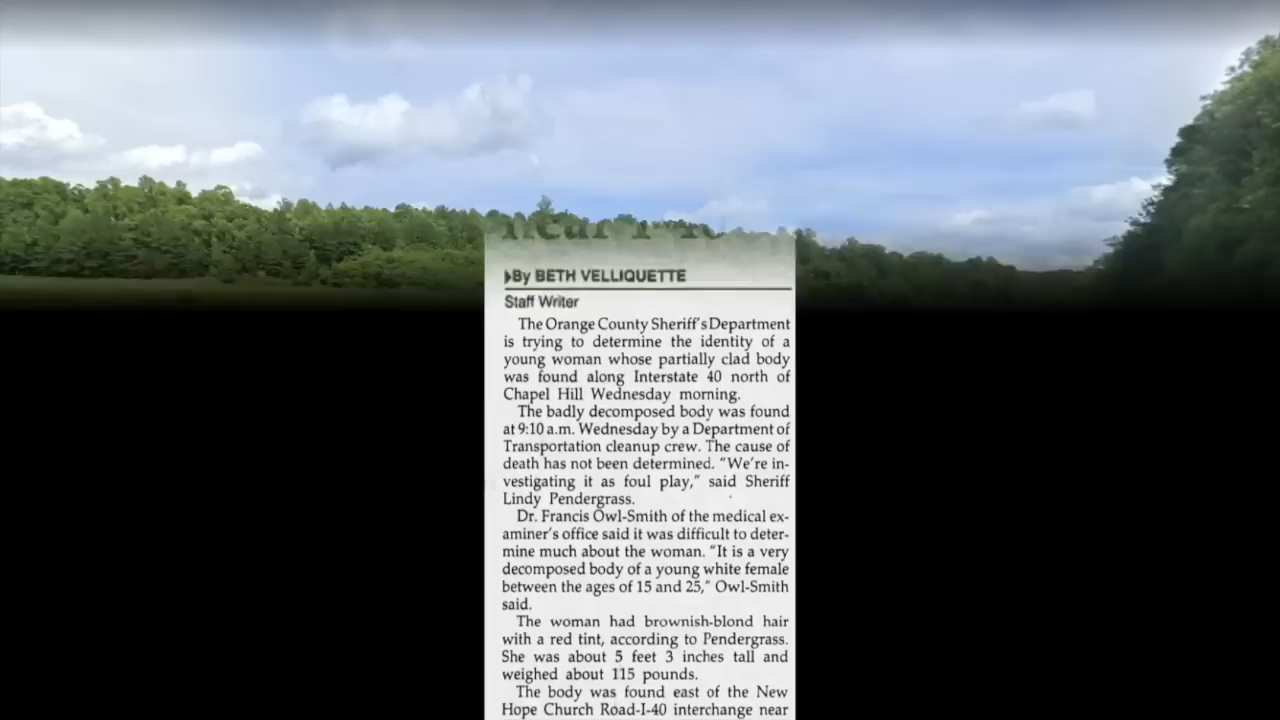 ▸By BETH VELLIQUETTE
Staff Writer
The Orange County Sheriff's Department
is trying to determine the identity of a
young woman whose partially clad body
was found along Interstate 40 north of
Chapel Hill Wednesday morning.
The badly decomposed body was found
at 9:10 a.m. Wednesday by a Department of
Transportation cleanup crew. The cause of
death has not been determined. “We're in-
vestigating it as foul play,” said Sheriff
Lindy Pendergrass.
Dr. Francis Owl-Smith of the medical ex-
aminer's office said it was difficult to deter-
mine much about the woman. “It is a very
decomposed body of a young white female
between the ages of 15 and 25,” Owl-Smith
said.
The woman had brownish-blond hair
with a red tint, according to Pendergrass.
She was about 5 feet 3 inches tall and
weighed about 115 pounds.
The body was found east of the New
Hope Church Road-I-40 interchange near